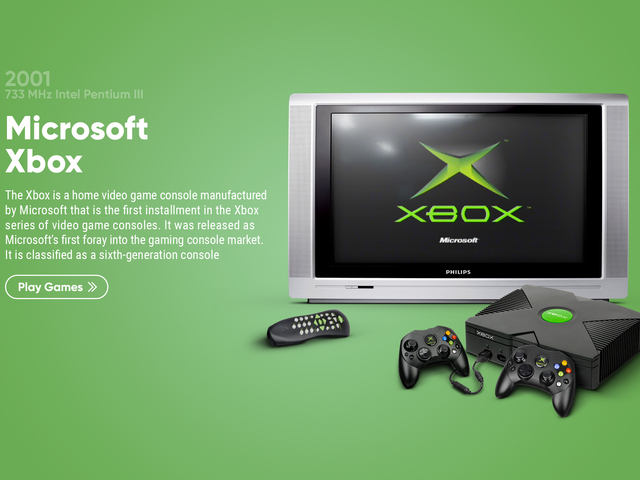 2001
733 MHz Intel Pentium III
Microsoft
Xbox
The Xbox is a home video game console manufactured
by Microsoft that is the first installment in the Xbox
series of video game consoles. It was released as
Microsoft's first foray into the gaming console market.
It is classified as a sixth-generation console
Play Games
XBOX™
Microsoft
PHILIPS
XBOX